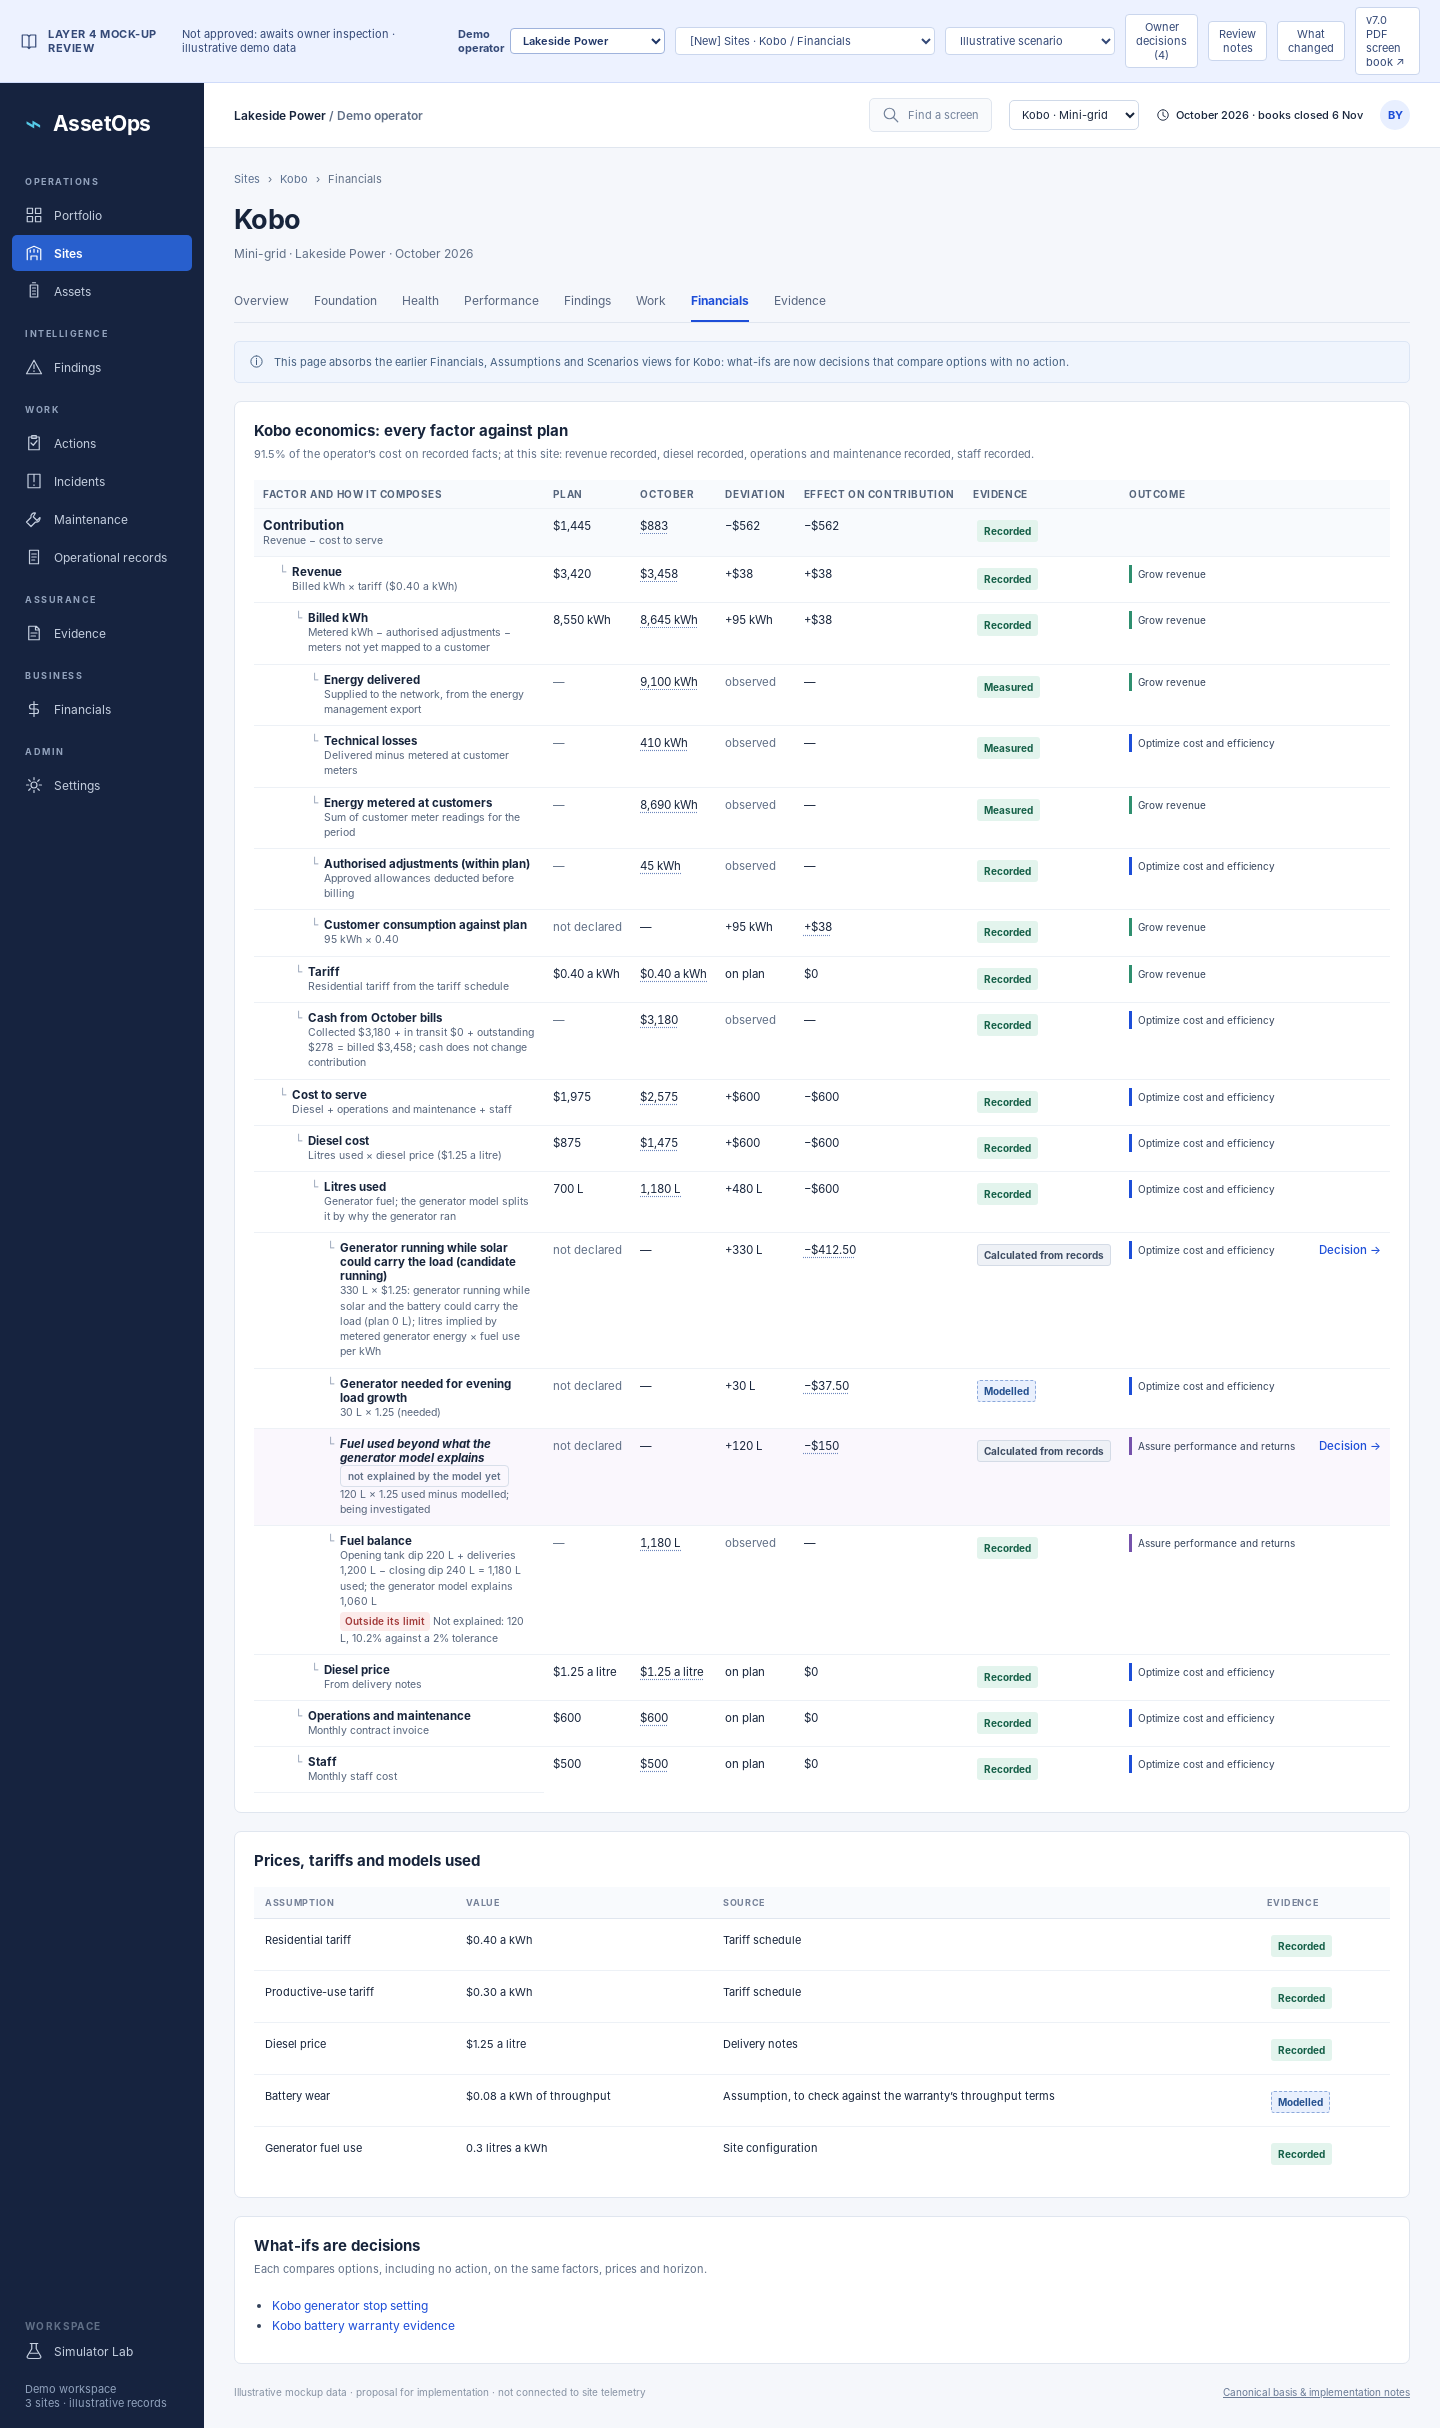 LAYER 4 MOCK-UP REVIEW
Not approved: awaits owner inspection · illustrative demo data
Demo operator
Lakeside Power
[New] Sites · Kobo / Financials
Illustrative scenario
Owner decisions (4)
Review notes
What changed
v7.0 PDF screen book ↗
AssetOps
Lakeside Power / Demo operator
Find a screen
Kobo · Mini-grid
October 2026 · books closed 6 Nov
BY
OPERATIONS
Portfolio
Sites
Assets
INTELLIGENCE
Findings
WORK
Actions
Incidents
Maintenance
Operational records
ASSURANCE
Evidence
BUSINESS
Financials
ADMIN
Settings
WORKSPACE
Simulator Lab
Demo workspace
3 sites · illustrative records
Sites › Kobo › Financials
Kobo
Mini-grid · Lakeside Power · October 2026
Overview Foundation Health Performance Findings Work Financials Evidence
This page absorbs the earlier Financials, Assumptions and Scenarios views for Kobo: what-ifs are now decisions that compare options with no action.
Kobo economics: every factor against plan
91.5% of the operator's cost on recorded facts; at this site: revenue recorded, diesel recorded, operations and maintenance recorded, staff recorded.
FACTOR AND HOW IT COMPOSES PLAN OCTOBER DEVIATION EFFECT ON CONTRIBUTION EVIDENCE OUTCOME
Contribution $1,445 $883 −$562 −$562 Recorded
Revenue − cost to serve
Revenue $3,420 $3,458 +$38 +$38 Recorded Grow revenue
Billed kWh × tariff ($0.40 a kWh)
Billed kWh 8,550 kWh 8,645 kWh +95 kWh +$38 Recorded Grow revenue
Metered kWh − authorised adjustments −
meters not yet mapped to a customer
Energy delivered — 9,100 kWh observed — Measured Grow revenue
Supplied to the network, from the energy
management export
Technical losses — 410 kWh observed — Measured Optimize cost and efficiency
Delivered minus metered at customer
meters
Energy metered at customers — 8,690 kWh observed — Measured Grow revenue
Sum of customer meter readings for the
period
Authorised adjustments (within plan) — 45 kWh observed — Recorded Optimize cost and efficiency
Approved allowances deducted before
billing
Customer consumption against plan not declared — +95 kWh +$38 Recorded Grow revenue
95 kWh × 0.40
Tariff $0.40 a kWh $0.40 a kWh on plan $0 Recorded Grow revenue
Residential tariff from the tariff schedule
Cash from October bills — $3,180 observed — Recorded Optimize cost and efficiency
Collected $3,180 + in transit $0 + outstanding
$278 = billed $3,458; cash does not change
contribution
Cost to serve $1,975 $2,575 +$600 −$600 Recorded Optimize cost and efficiency
Diesel + operations and maintenance + staff
Diesel cost $875 $1,475 +$600 −$600 Recorded Optimize cost and efficiency
Litres used × diesel price ($1.25 a litre)
Litres used 700 L 1,180 L +480 L −$600 Recorded Optimize cost and efficiency
Generator fuel; the generator model splits
it by why the generator ran
Generator running while solar not declared — +330 L −$412.50 Calculated from records Optimize cost and efficiency Decision →
could carry the load (candidate
running)
330 L × $1.25: generator running while
solar and the battery could carry the
load (plan 0 L); litres implied by
metered generator energy × fuel use
per kWh
Generator needed for evening not declared — +30 L −$37.50 Modelled Optimize cost and efficiency
load growth
30 L × 1.25 (needed)
Fuel used beyond what the not declared — +120 L −$150 Calculated from records Assure performance and returns Decision →
generator model explains
not explained by the model yet
120 L × 1.25 used minus modelled;
being investigated
Fuel balance — 1,180 L observed — Recorded Assure performance and returns
Opening tank dip 220 L + deliveries
1,200 L − closing dip 240 L = 1,180 L
used; the generator model explains
1,060 L
Outside its limit Not explained: 120
L, 10.2% against a 2% tolerance
Diesel price $1.25 a litre $1.25 a litre on plan $0 Recorded Optimize cost and efficiency
From delivery notes
Operations and maintenance $600 $600 on plan $0 Recorded Optimize cost and efficiency
Monthly contract invoice
Staff $500 $500 on plan $0 Recorded Optimize cost and efficiency
Monthly staff cost
Prices, tariffs and models used
ASSUMPTION VALUE SOURCE EVIDENCE
Residential tariff $0.40 a kWh Tariff schedule Recorded
Productive-use tariff $0.30 a kWh Tariff schedule Recorded
Diesel price $1.25 a litre Delivery notes Recorded
Battery wear $0.08 a kWh of throughput Assumption, to check against the warranty's throughput terms Modelled
Generator fuel use 0.3 litres a kWh Site configuration Recorded
What-ifs are decisions
Each compares options, including no action, on the same factors, prices and horizon.
• Kobo generator stop setting
• Kobo battery warranty evidence
Illustrative mockup data · proposal for implementation · not connected to site telemetry
Canonical basis & implementation notes